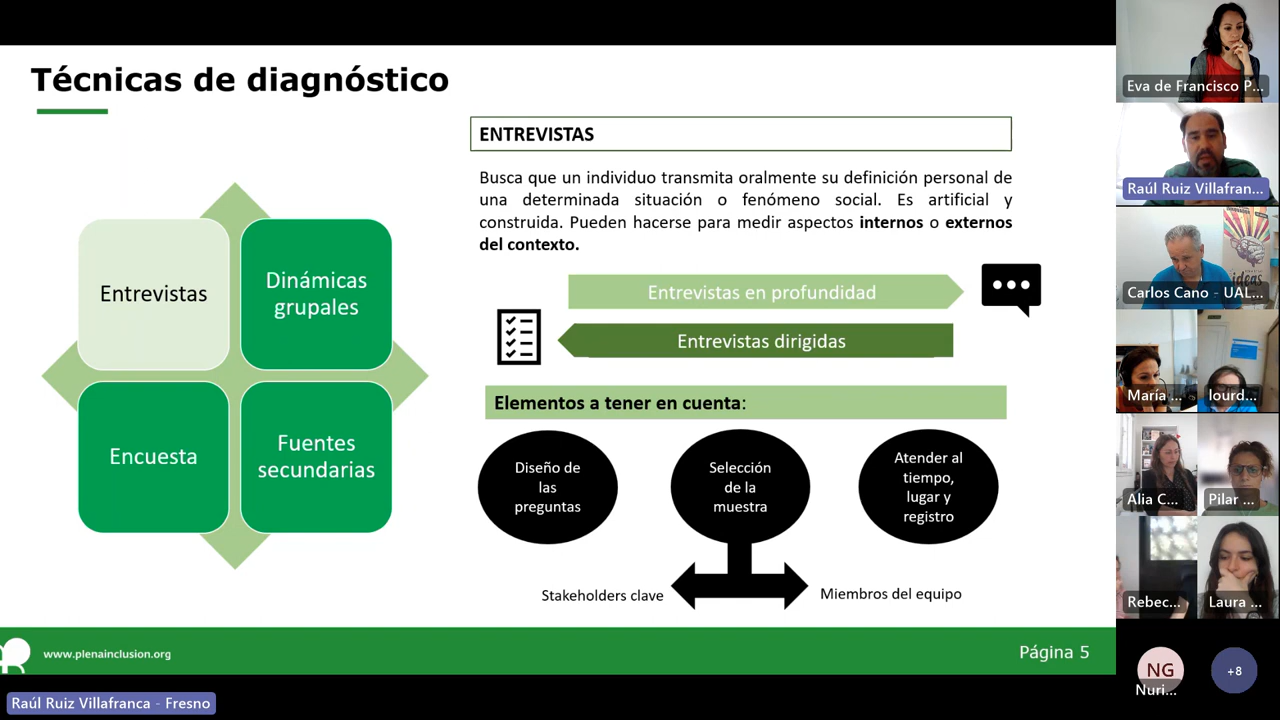 Técnicas de diagnóstico
ENTREVISTAS
Busca que un individuo transmita oralmente su definición personal de
una determinada situación o fenómeno social. Es artificial y
construida. Pueden hacerse para medir aspectos internos o externos
del contexto.
Entrevistas
Dinámicas
grupales
Encuesta
Fuentes
secundarias
Entrevistas en profundidad
Entrevistas dirigidas
Elementos a tener en cuenta:
Diseño de
las
preguntas
Selección
de la
muestra
Atender al
tiempo,
lugar y
registro
Stakeholders clave
Miembros del equipo
www.plenainclusion.org
Página 5
Raúl Ruiz Villafranca - Fresno
Eva de Francisco P...
Raúl Ruiz Villafran...
Carlos Cano - UAL...
María ...
lourd...
Alia C...
Pilar ...
Rebec...
Laura ...
NG
Nuri...
+8
ideas